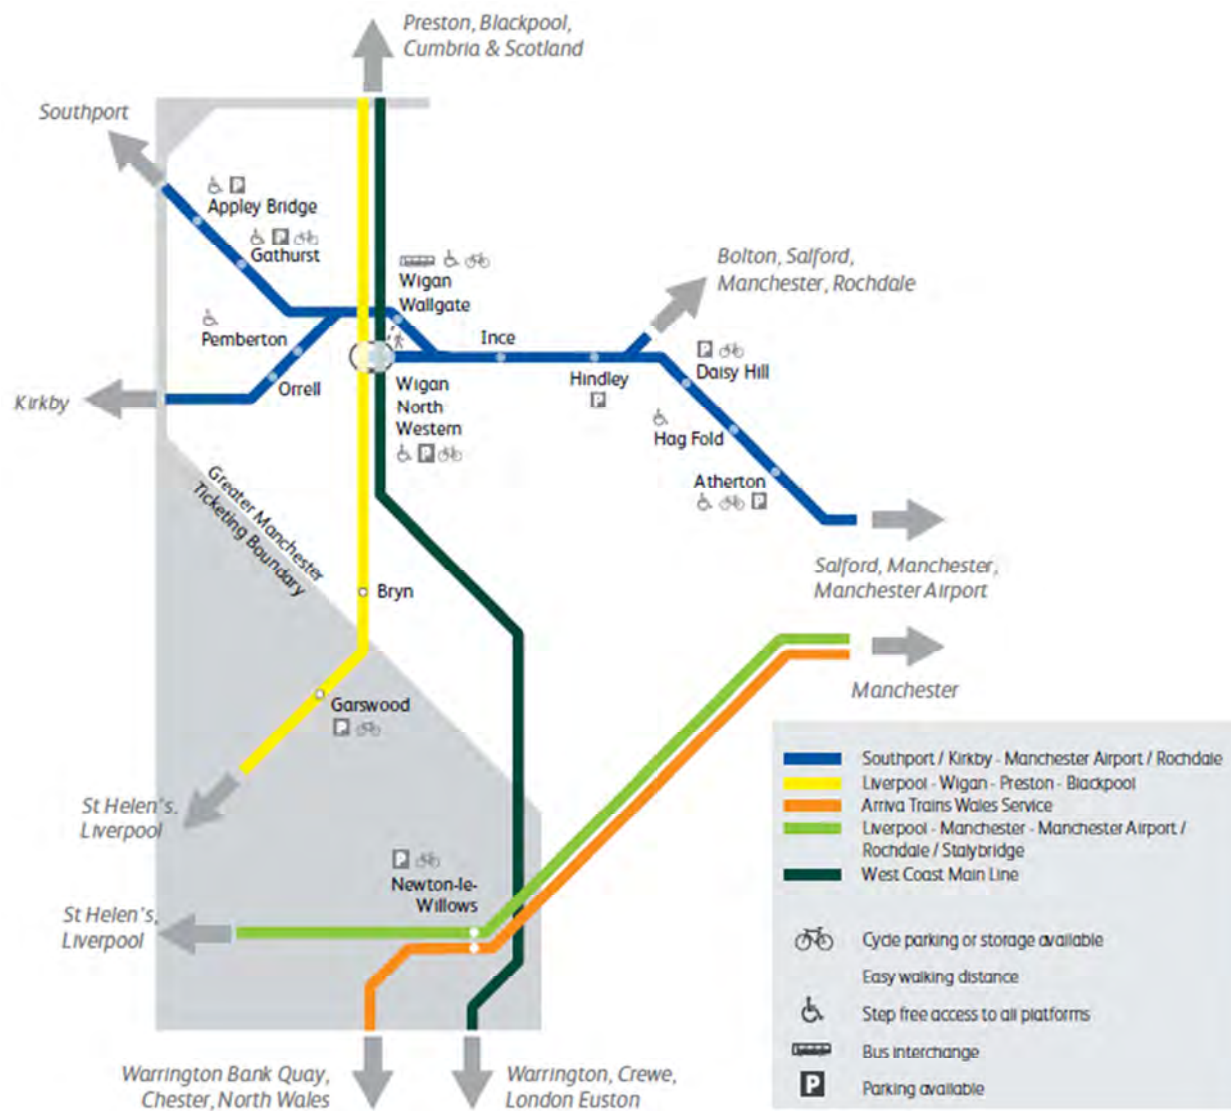 Preston, Blackpool,
Cumbria & Scotland
Southport
Appley Bridge
Gathurst
Wigan
Wallgate
Bolton, Salford,
Manchester, Rochdale
Pemberton
Ince
Daisy Hill
Orrell
Hindley
Kirkby
Wigan
North
Western
Hag Fold
Atherton
Greater Manchester
Ticketing Boundary
Salford, Manchester,
Manchester Airport
Bryn
Manchester
Garswood
St Helen's,
Liverpool
Newton-le-
Willows
St Helen's,
Liverpool
Warrington Bank Quay,
Chester, North Wales
Warrington, Crewe,
London Euston
Southport / Kirkby - Manchester Airport / Rochdale
Liverpool - Wigan - Preston - Blackpool
Arriva Trains Wales Service
Liverpool - Manchester - Manchester Airport /
Rochdale / Stalybridge
West Coast Main Line
Cycle parking or storage available
Easy walking distance
Step free access to all platforms
Bus interchange
P Parking available